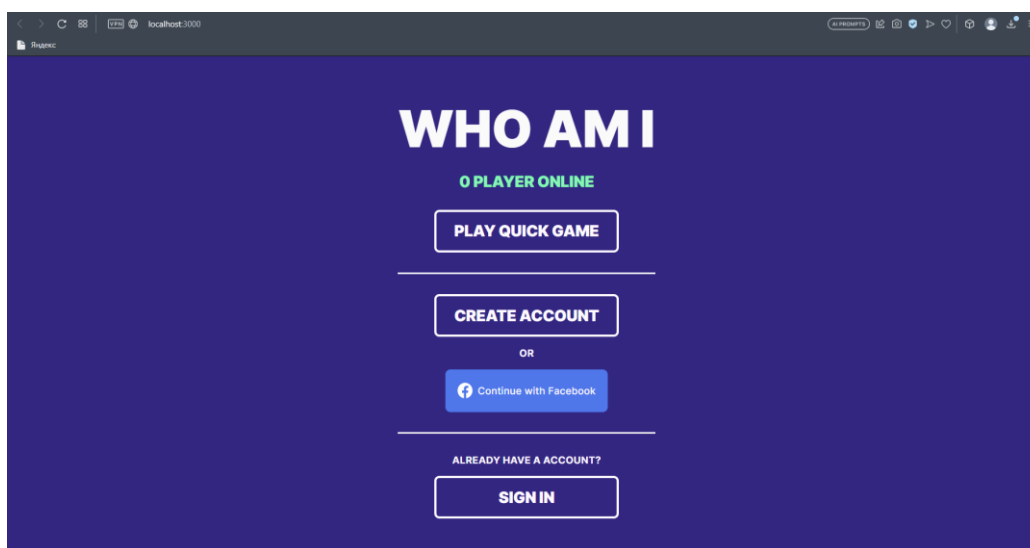 VPN localhost:3000 AI PROMPTS
Яндекс
WHO AM I
0 PLAYER ONLINE
PLAY QUICK GAME
CREATE ACCOUNT
OR
Continue with Facebook
ALREADY HAVE A ACCOUNT?
SIGN IN